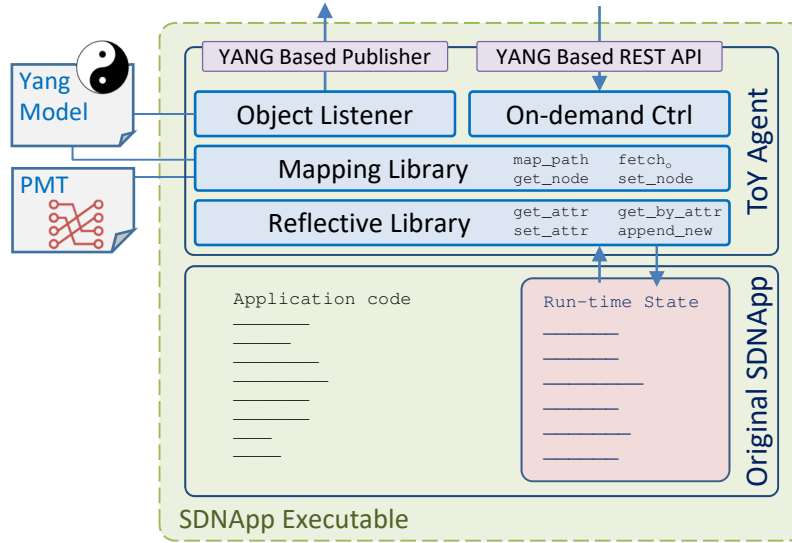 YANG Based Publisher
YANG Based REST API
Yang
Model
Object Listener
On-demand Ctrl
ToY Agent
Mapping Library
map_path fetch。
get_node set_node
PMT
Reflective Library
get_attr get_by_attr
set_attr append_new
Application code
Run-time State
Original SDNApp
SDNApp Executable